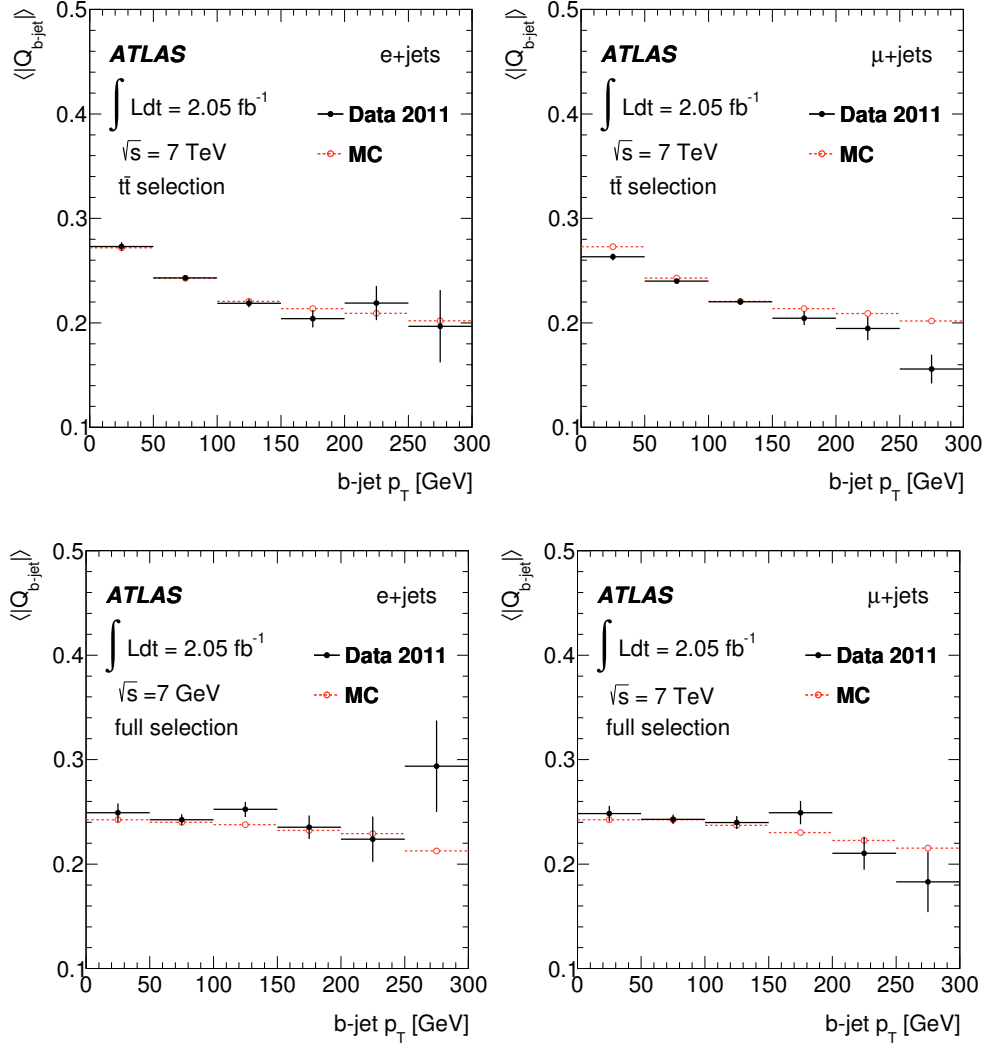 ⟨|Q_b-jet|⟩
0.5
0.4
0.3
0.2
0.1
ATLAS e+jets
∫ Ldt = 2.05 fb⁻¹
√s = 7 TeV
tt̄ selection
Data 2011
MC
0 50 100 150 200 250 300
b-jet p_T [GeV]
⟨|Q_b-jet|⟩
0.5
0.4
0.3
0.2
0.1
ATLAS μ+jets
∫ Ldt = 2.05 fb⁻¹
√s = 7 TeV
tt̄ selection
Data 2011
MC
0 50 100 150 200 250 300
b-jet p_T [GeV]
⟨|Q_b-jet|⟩
0.5
0.4
0.3
0.2
0.1
ATLAS e+jets
∫ Ldt = 2.05 fb⁻¹
√s =7 GeV
full selection
Data 2011
MC
0 50 100 150 200 250 300
b-jet p_T [GeV]
⟨|Q_b-jet|⟩
0.5
0.4
0.3
0.2
0.1
ATLAS μ+jets
∫ Ldt = 2.05 fb⁻¹
√s = 7 TeV
full selection
Data 2011
MC
0 50 100 150 200 250 300
b-jet p_T [GeV]